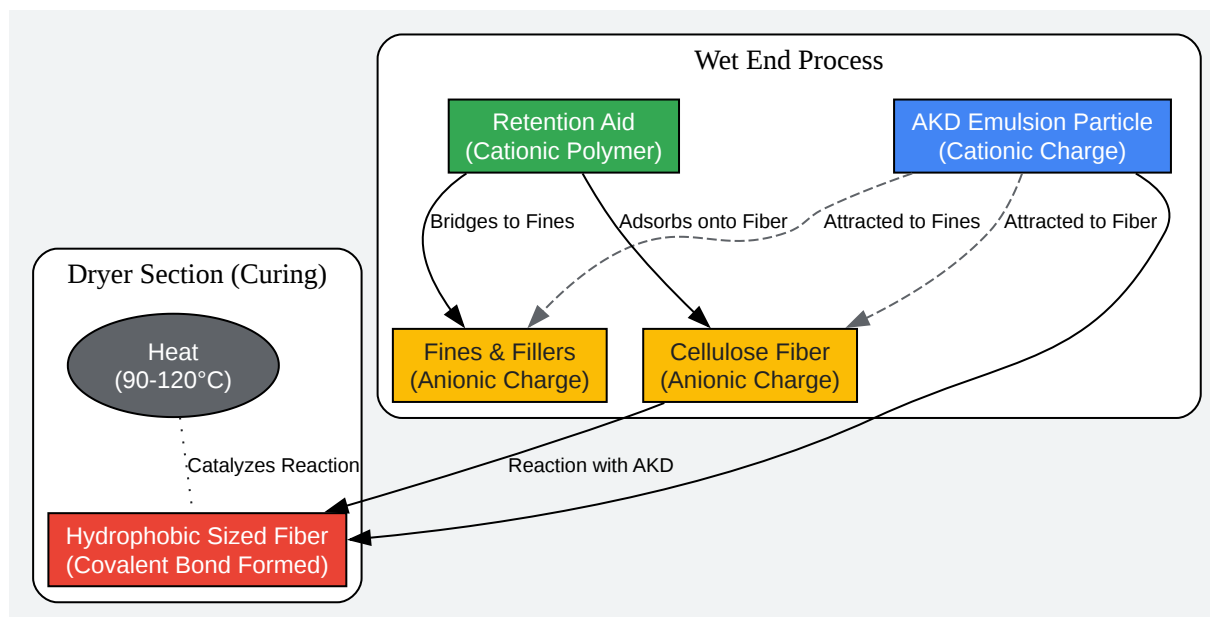 Wet End Process
Retention Aid
(Cationic Polymer)
AKD Emulsion Particle
(Cationic Charge)
Bridges to Fines
Adsorbs onto Fiber
Attracted to Fines
Attracted to Fiber
Fines & Fillers
(Anionic Charge)
Cellulose Fiber
(Anionic Charge)
Dryer Section (Curing)
Heat
(90-120°C)
Catalyzes Reaction
Reaction with AKD
Hydrophobic Sized Fiber
(Covalent Bond Formed)